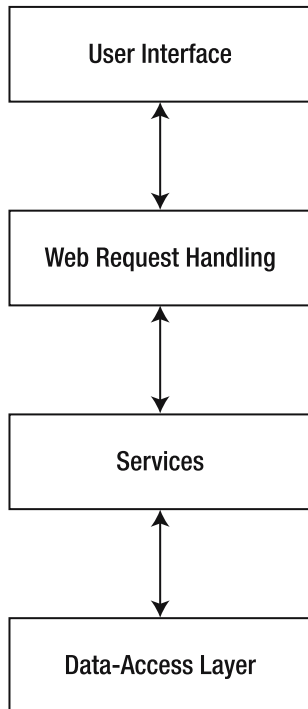 User Interface
Web Request Handling
Services
Data-Access Layer